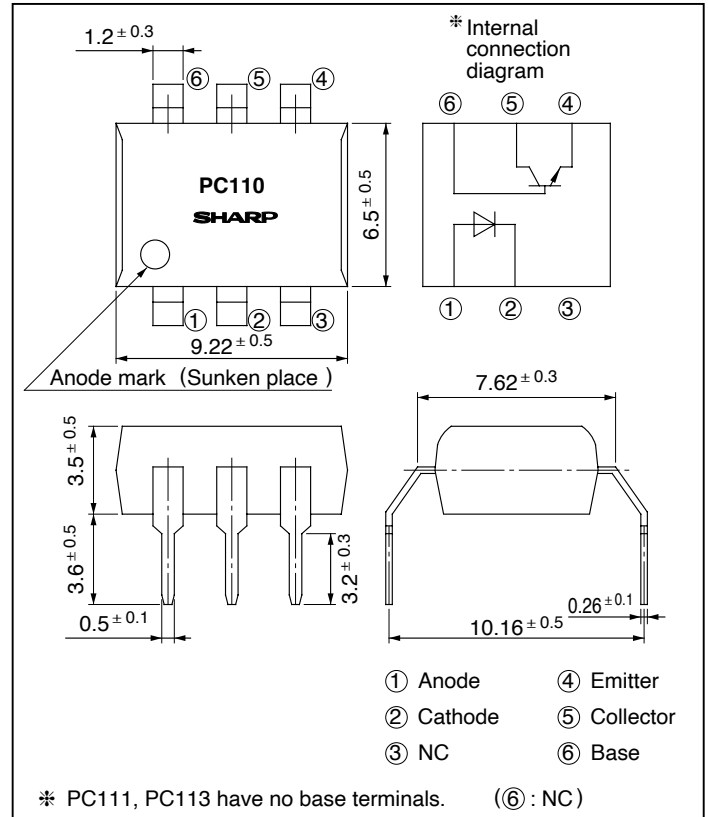 1.2 ± 0.3
⑥ ⑤ ④
PC110
SHARP
6.5 ± 0.5
① ② ③
9.22 ± 0.5
Anode mark (Sunken place )
❈ Internal
connection
diagram
⑥ ⑤ ④
① ② ③
3.5 ± 0.5
3.6 ± 0.5
0.5 ± 0.1
3.2 ± 0.3
7.62 ± 0.3
0.26 ± 0.1
10.16 ± 0.5
① Anode ④ Emitter
② Cathode ⑤ Collector
③ NC ⑥ Base
❈ PC111, PC113 have no base terminals. (⑥ : NC )